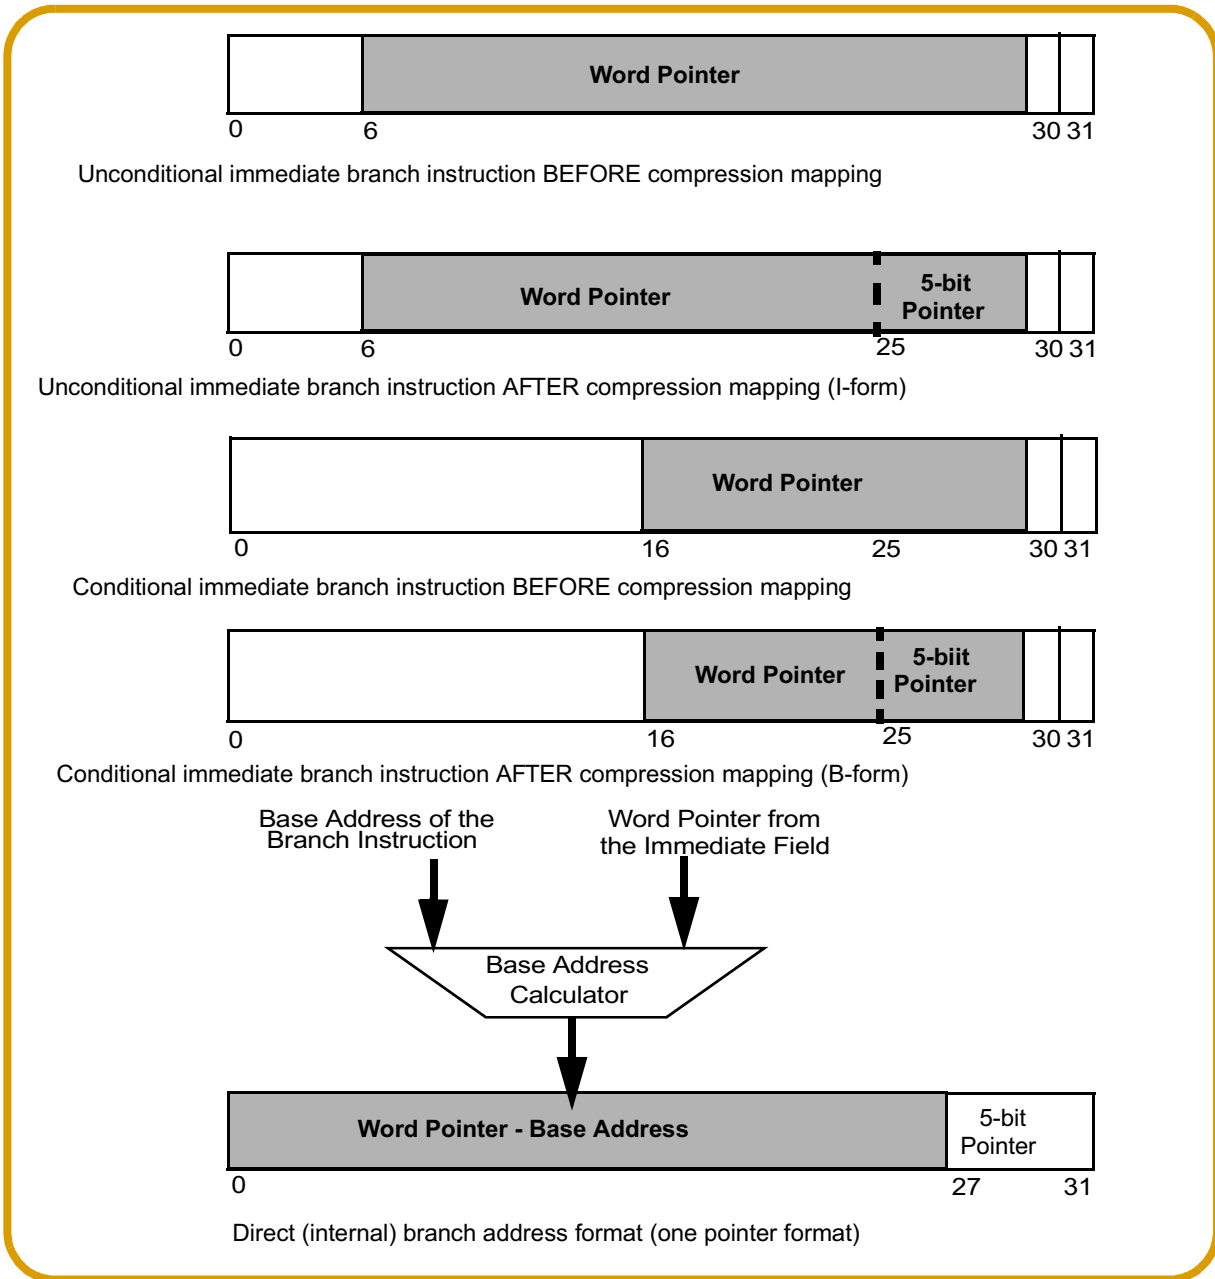 Word Pointer
0 6 30 31
Unconditional immediate branch instruction BEFORE compression mapping
Word Pointer
5-bit
Pointer
0 6 25 30 31
Unconditional immediate branch instruction AFTER compression mapping (I-form)
Word Pointer
0 16 25 30 31
Conditional immediate branch instruction BEFORE compression mapping
Word Pointer
5-biit
Pointer
0 16 25 30 31
Conditional immediate branch instruction AFTER compression mapping (B-form)
Base Address of the
Branch Instruction
Word Pointer from
the Immediate Field
Base Address
Calculator
Word Pointer - Base Address
5-bit
Pointer
0 27 31
Direct (internal) branch address format (one pointer format)